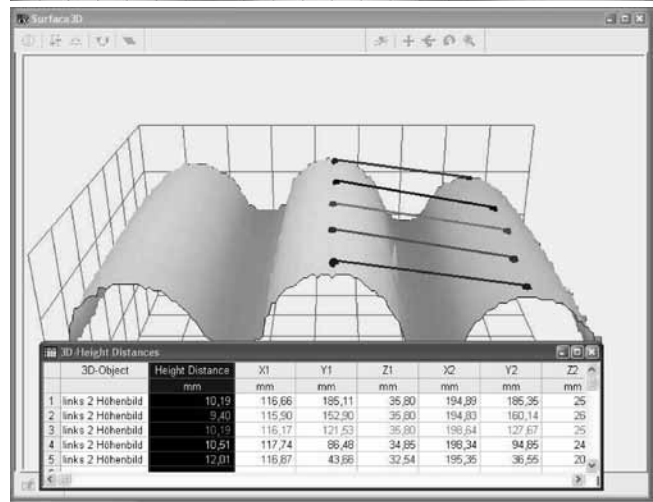 Surface 3D
3D-Height Distances
3D-Object Height Distance X1 Y1 Z1 X2 Y2 Z2
mm mm mm mm mm mm mm
1 links 2 Höhenbild 10,19 116,66 185,11 35,80 194,89 185,35 25
2 links 2 Höhenbild 9,40 115,90 152,90 35,80 194,83 160,14 26
3 links 2 Höhenbild 10,19 116,17 121,53 35,80 198,64 127,67 25
4 links 2 Höhenbild 10,51 117,74 86,48 34,85 198,34 94,85 24
5 links 2 Höhenbild 12,01 116,87 43,66 32,54 195,35 36,55 20